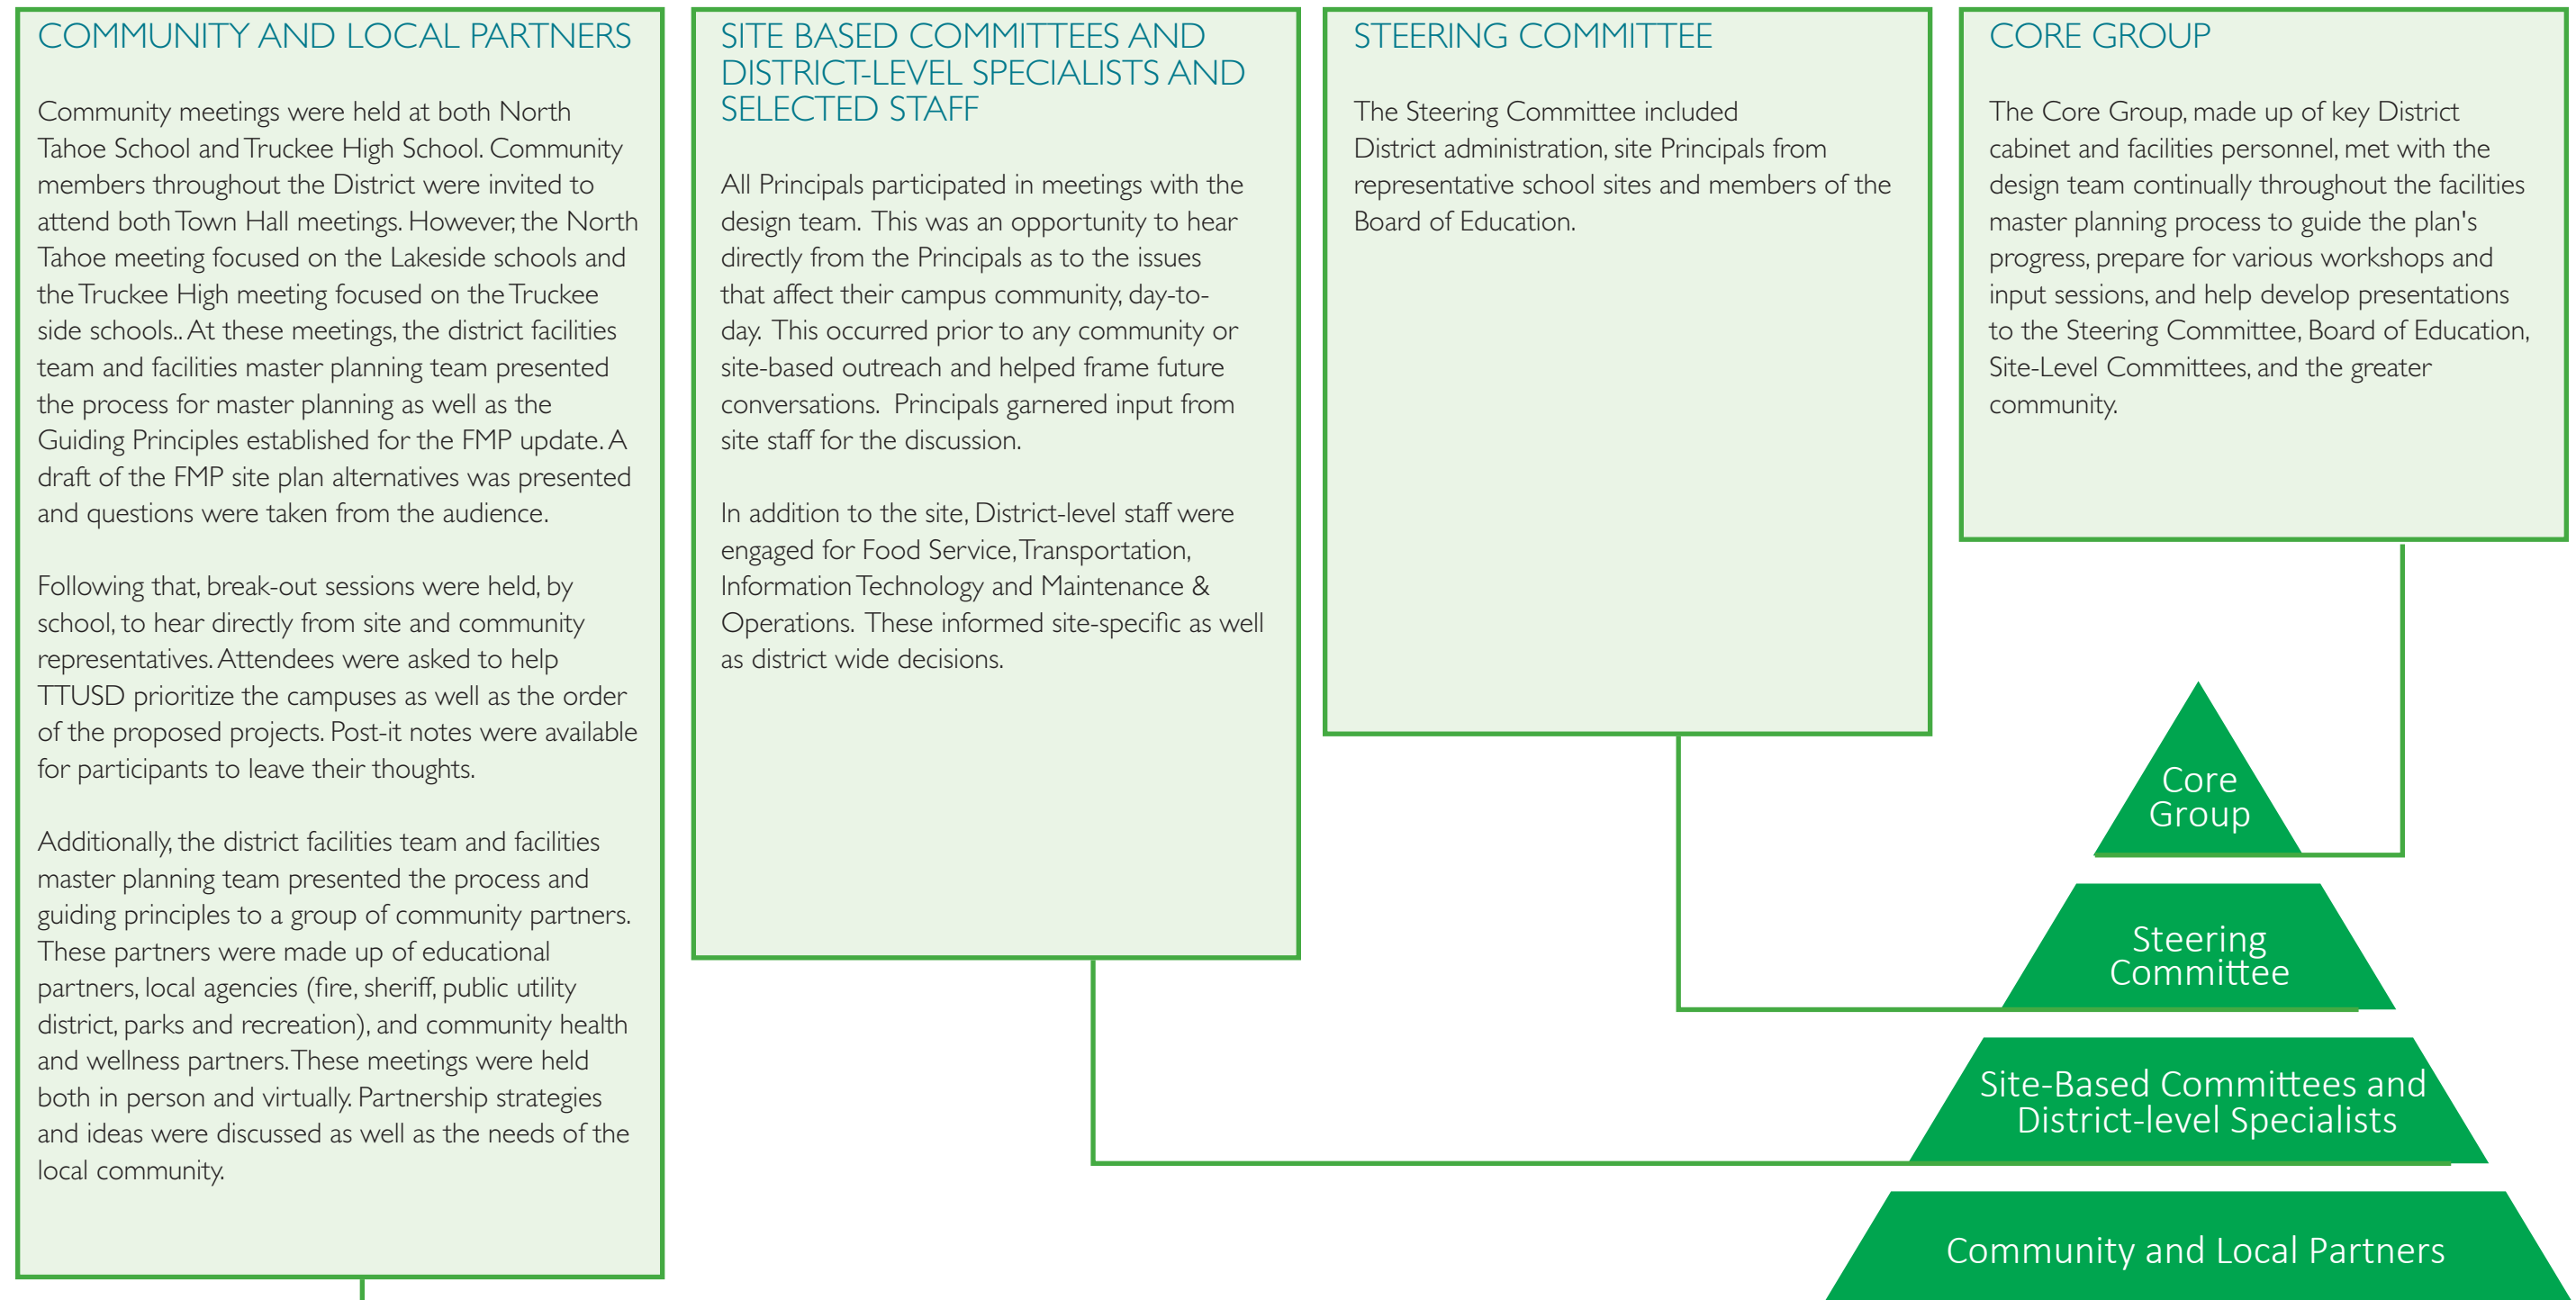 COMMUNITY AND LOCAL PARTNERS
Community meetings were held at both North
Tahoe School and Truckee High School. Community
members throughout the District were invited to
attend both Town Hall meetings. However, the North
Tahoe meeting focused on the Lakeside schools and
the Truckee High meeting focused on the Truckee
side schools.. At these meetings, the district facilities
team and facilities master planning team presented
the process for master planning as well as the
Guiding Principles established for the FMP update. A
draft of the FMP site plan alternatives was presented
and questions were taken from the audience.
Following that, break-out sessions were held, by
school, to hear directly from site and community
representatives. Attendees were asked to help
TTUSD prioritize the campuses as well as the order
of the proposed projects. Post-it notes were available
for participants to leave their thoughts.
Additionally, the district facilities team and facilities
master planning team presented the process and
guiding principles to a group of community partners.
These partners were made up of educational
partners, local agencies (fire, sheriff, public utility
district, parks and recreation), and community health
and wellness partners. These meetings were held
both in person and virtually. Partnership strategies
and ideas were discussed as well as the needs of the
local community.
SITE BASED COMMITTEES AND
DISTRICT-LEVEL SPECIALISTS AND
SELECTED STAFF
All Principals participated in meetings with the
design team. This was an opportunity to hear
directly from the Principals as to the issues
that affect their campus community, day-to-
day. This occurred prior to any community or
site-based outreach and helped frame future
conversations. Principals garnered input from
site staff for the discussion.
In addition to the site, District-level staff were
engaged for Food Service, Transportation,
Information Technology and Maintenance &
Operations. These informed site-specific as well
as district wide decisions.
STEERING COMMITTEE
The Steering Committee included
District administration, site Principals from
representative school sites and members of the
Board of Education.
CORE GROUP
The Core Group, made up of key District
cabinet and facilities personnel, met with the
design team continually throughout the facilities
master planning process to guide the plan's
progress, prepare for various workshops and
input sessions, and help develop presentations
to the Steering Committee, Board of Education,
Site-Level Committees, and the greater
community.
Core
Group
Steering
Committee
Site-Based Committees and
District-level Specialists
Community and Local Partners